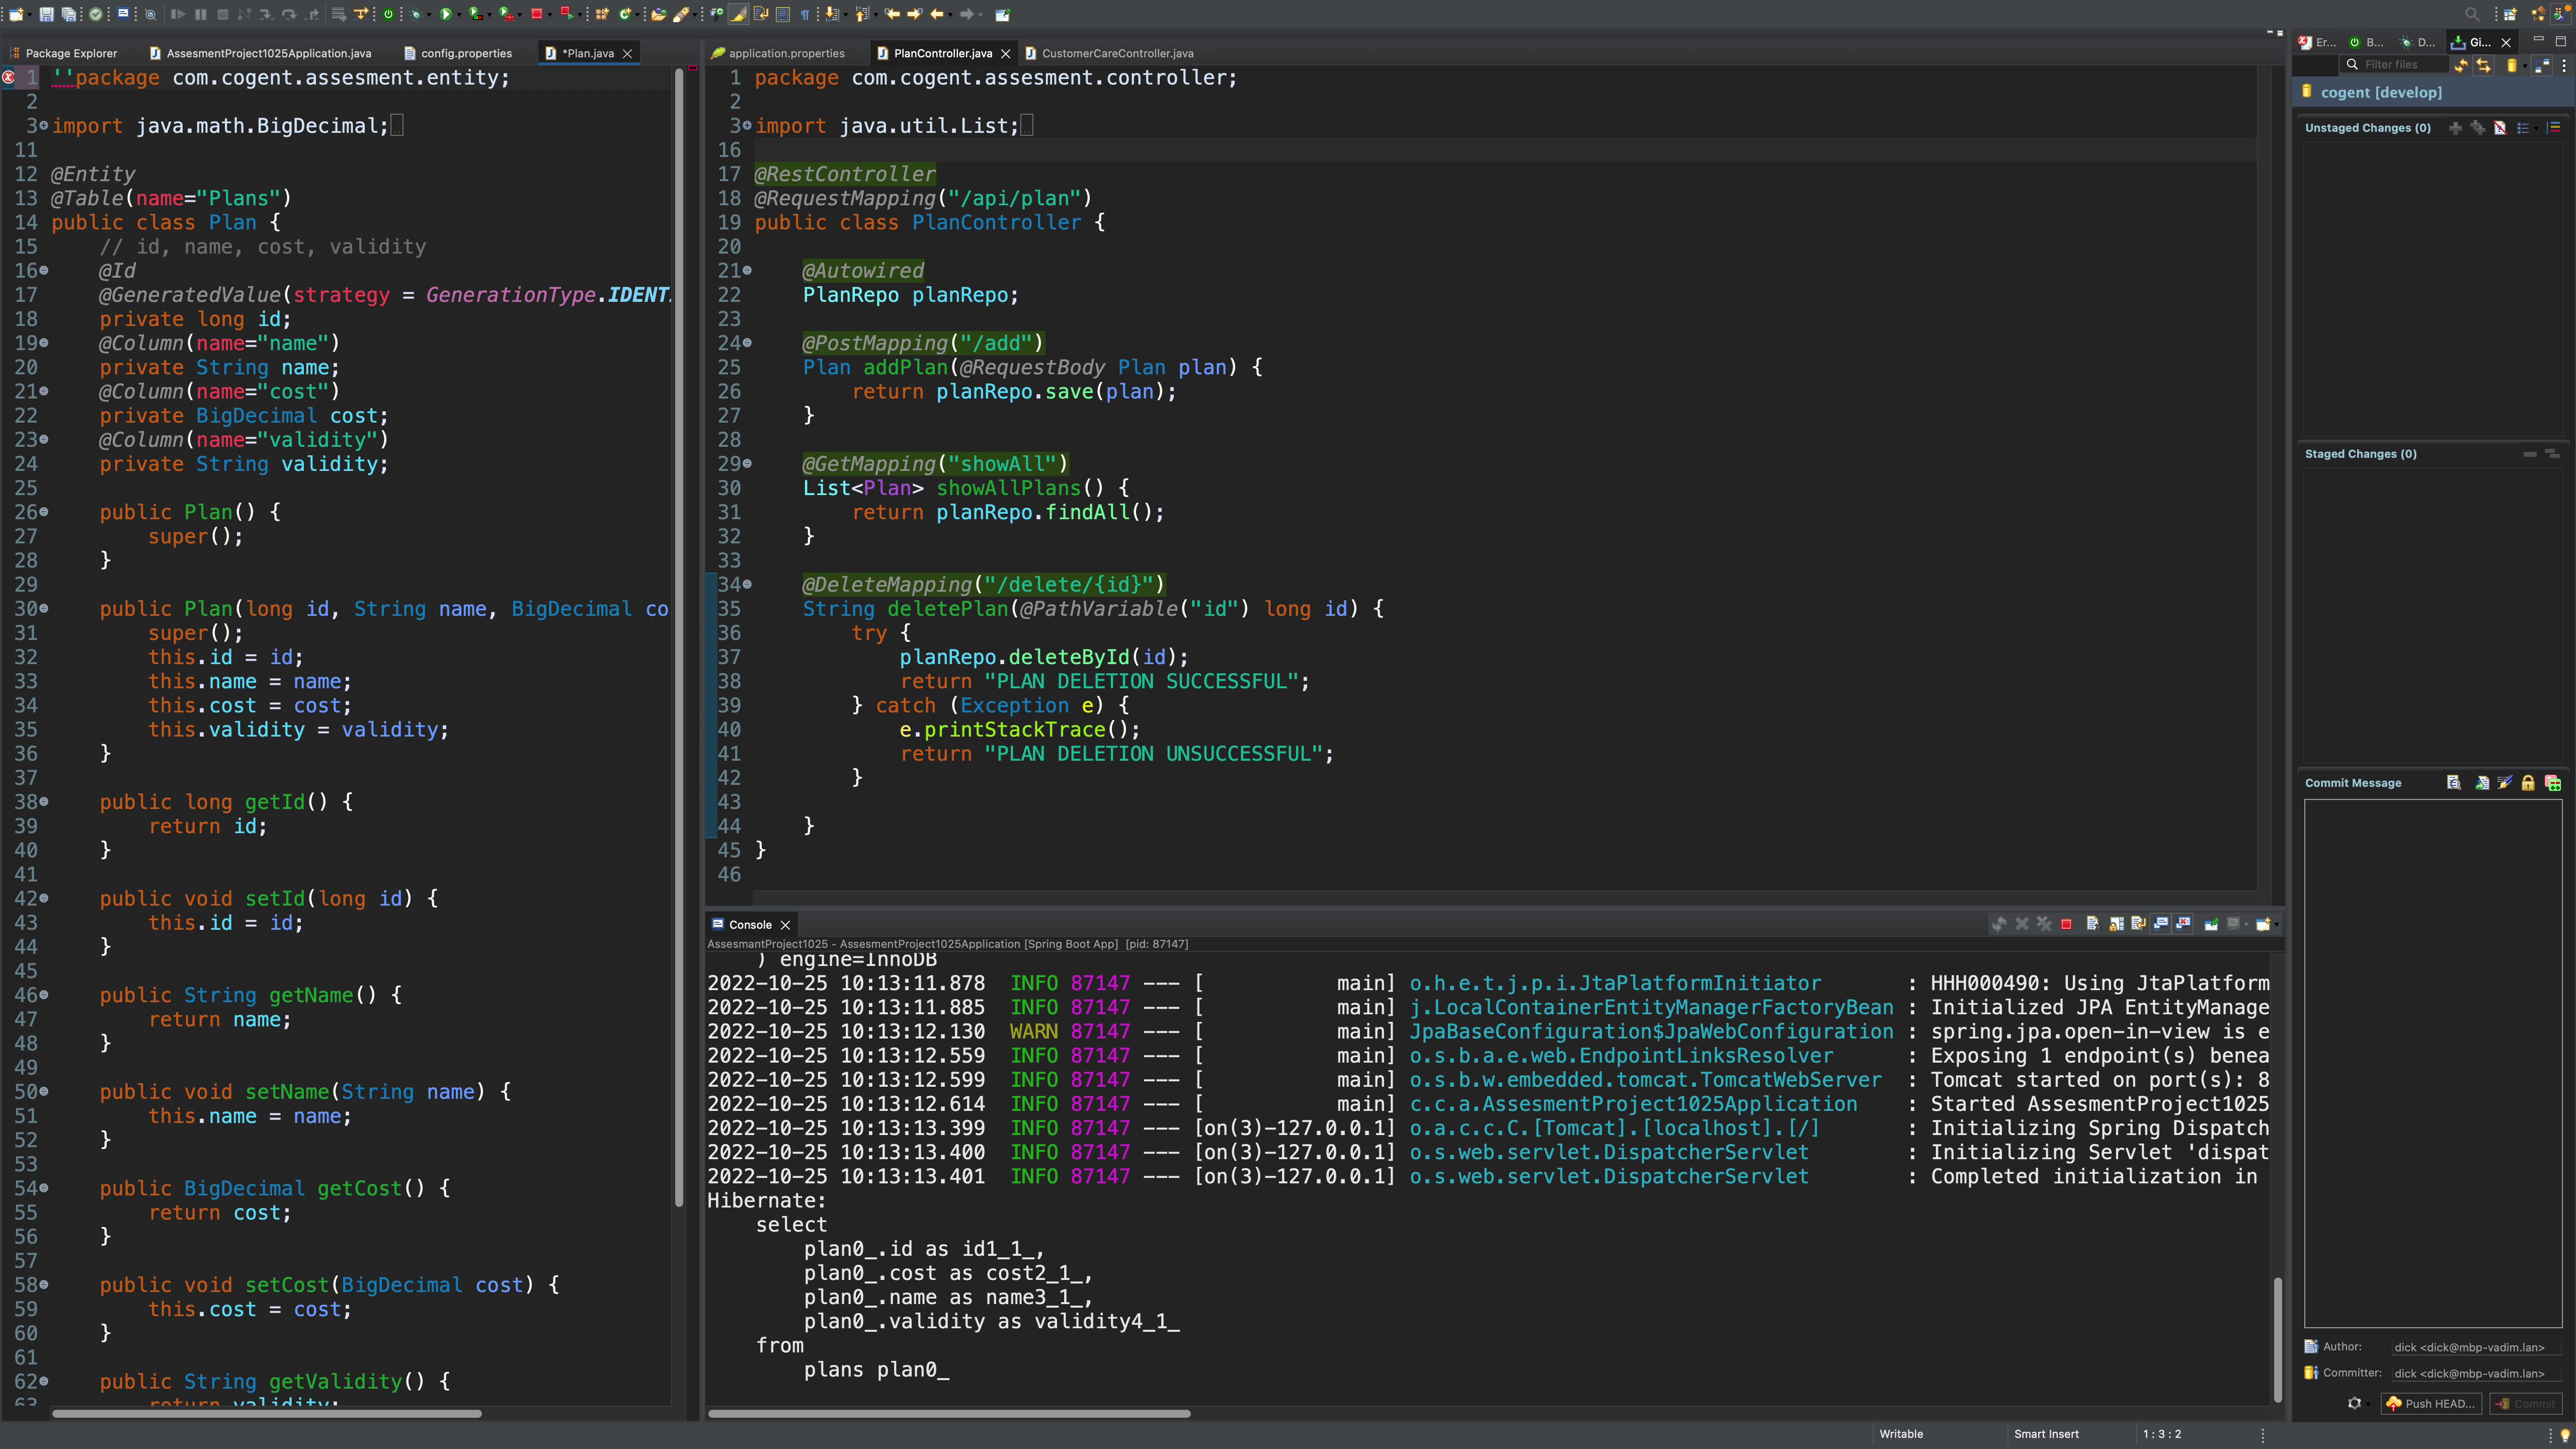 Package Explorer
AssesmentProject1025Application.java
config.properties
*Plan.java
1 ''package com.cogent.assesment.entity;
2
3 import java.math.BigDecimal;
11
12 @Entity
13 @Table(name="Plans")
14 public class Plan {
15 // id, name, cost, validity
16 @Id
17 @GeneratedValue(strategy = GenerationType.IDENT
18 private long id;
19 @Column(name="name")
20 private String name;
21 @Column(name="cost")
22 private BigDecimal cost;
23 @Column(name="validity")
24 private String validity;
25
26 public Plan() {
27 super();
28 }
29
30 public Plan(long id, String name, BigDecimal co
31 super();
32 this.id = id;
33 this.name = name;
34 this.cost = cost;
35 this.validity = validity;
36 }
37
38 public long getId() {
39 return id;
40 }
41
42 public void setId(long id) {
43 this.id = id;
44 }
45
46 public String getName() {
47 return name;
48 }
49
50 public void setName(String name) {
51 this.name = name;
52 }
53
54 public BigDecimal getCost() {
55 return cost;
56 }
57
58 public void setCost(BigDecimal cost) {
59 this.cost = cost;
60 }
61
62 public String getValidity() {
63 return validity;
application.properties
PlanController.java
CustomerCareController.java
1 package com.cogent.assesment.controller;
2
3 import java.util.List;
16
17 @RestController
18 @RequestMapping("/api/plan")
19 public class PlanController {
20
21 @Autowired
22 PlanRepo planRepo;
23
24 @PostMapping("/add")
25 Plan addPlan(@RequestBody Plan plan) {
26 return planRepo.save(plan);
27 }
28
29 @GetMapping("showAll")
30 List<Plan> showAllPlans() {
31 return planRepo.findAll();
32 }
33
34 @DeleteMapping("/delete/{id}")
35 String deletePlan(@PathVariable("id") long id) {
36 try {
37 planRepo.deleteById(id);
38 return "PLAN DELETION SUCCESSFUL";
39 } catch (Exception e) {
40 e.printStackTrace();
41 return "PLAN DELETION UNSUCCESSFUL";
42 }
43
44 }
45 }
46
Console
AssesmantProject1025 - AssesmentProject1025Application [Spring Boot App] [pid: 87147]
) engine=InnoDB
2022-10-25 10:13:11.878 INFO 87147 --- [ main] o.h.e.t.j.p.i.JtaPlatformInitiator : HHH000490: Using JtaPlatform
2022-10-25 10:13:11.885 INFO 87147 --- [ main] j.LocalContainerEntityManagerFactoryBean : Initialized JPA EntityManage
2022-10-25 10:13:12.130 WARN 87147 --- [ main] JpaBaseConfiguration$JpaWebConfiguration : spring.jpa.open-in-view is e
2022-10-25 10:13:12.559 INFO 87147 --- [ main] o.s.b.a.e.web.EndpointLinksResolver : Exposing 1 endpoint(s) benea
2022-10-25 10:13:12.599 INFO 87147 --- [ main] o.s.b.w.embedded.tomcat.TomcatWebServer : Tomcat started on port(s): 8
2022-10-25 10:13:12.614 INFO 87147 --- [ main] c.c.a.AssesmentProject1025Application : Started AssesmentProject1025
2022-10-25 10:13:13.399 INFO 87147 --- [on(3)-127.0.0.1] o.a.c.c.C.[Tomcat].[localhost].[/] : Initializing Spring Dispatch
2022-10-25 10:13:13.400 INFO 87147 --- [on(3)-127.0.0.1] o.s.web.servlet.DispatcherServlet : Initializing Servlet 'dispat
2022-10-25 10:13:13.401 INFO 87147 --- [on(3)-127.0.0.1] o.s.web.servlet.DispatcherServlet : Completed initialization in
Hibernate:
select
plan0_.id as id1_1_,
plan0_.cost as cost2_1_,
plan0_.name as name3_1_,
plan0_.validity as validity4_1_
from
plans plan0_
Er...
B...
D...
Gi...
Filter files
cogent [develop]
Unstaged Changes (0)
Staged Changes (0)
Commit Message
Author: dick <dick@mbp-vadim.lan>
Committer: dick <dick@mbp-vadim.lan>
Push HEAD...
Commit
Writable
Smart Insert
1 : 3 : 2